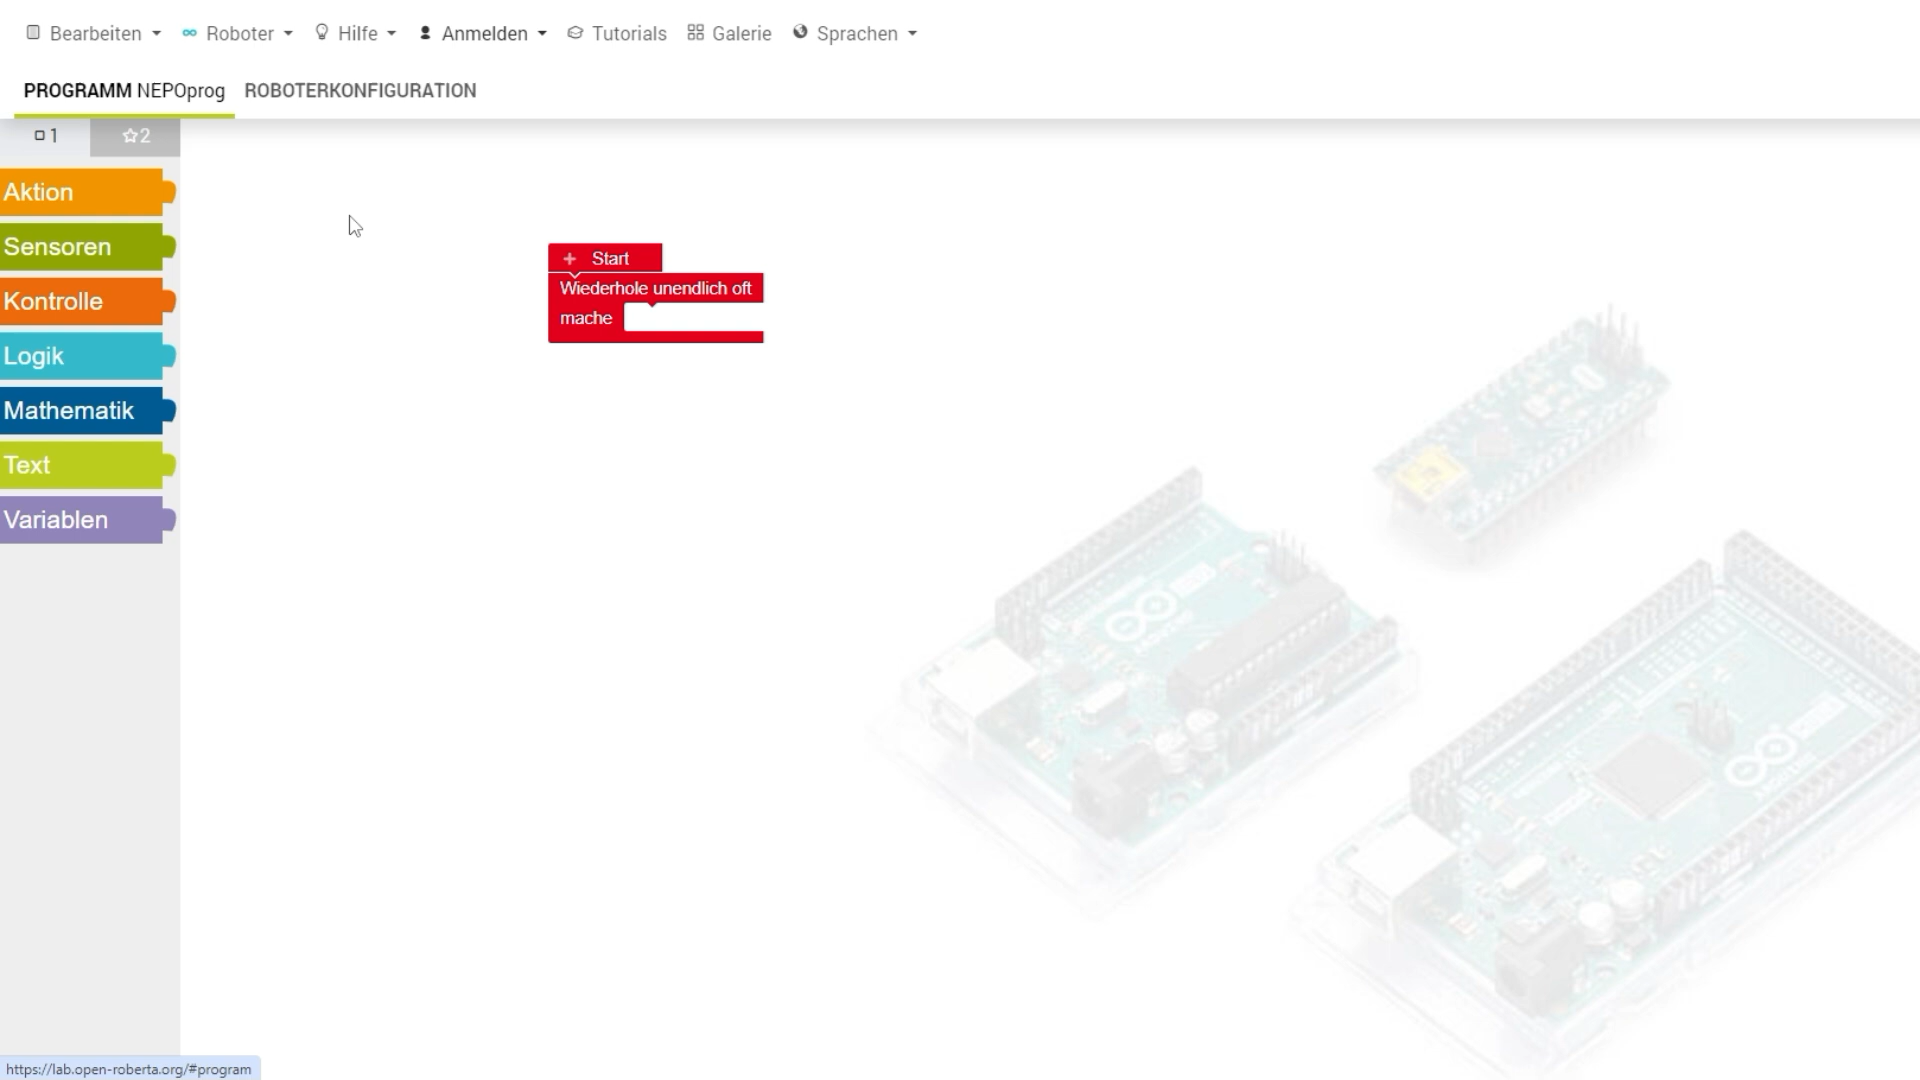 Bearbeiten Roboter Hilfe Anmelden Tutorials Galerie Sprachen
PROGRAMM NEPOprog ROBOTERKONFIGURATION
1 2
Aktion
Sensoren
Kontrolle
Logik
Mathematik
Text
Variablen
+ Start
Wiederhole unendlich oft
mache
https://lab.open-roberta.org/#program